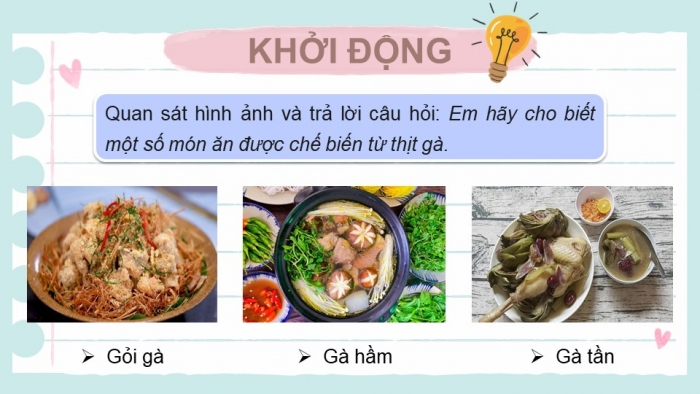 KHỞI ĐỘNG
Quan sát hình ảnh và trả lời câu hỏi: Em hãy cho biết
một số món ăn được chế biến từ thịt gà.
➢ Gỏi gà
➢ Gà hầm
➢ Gà tần